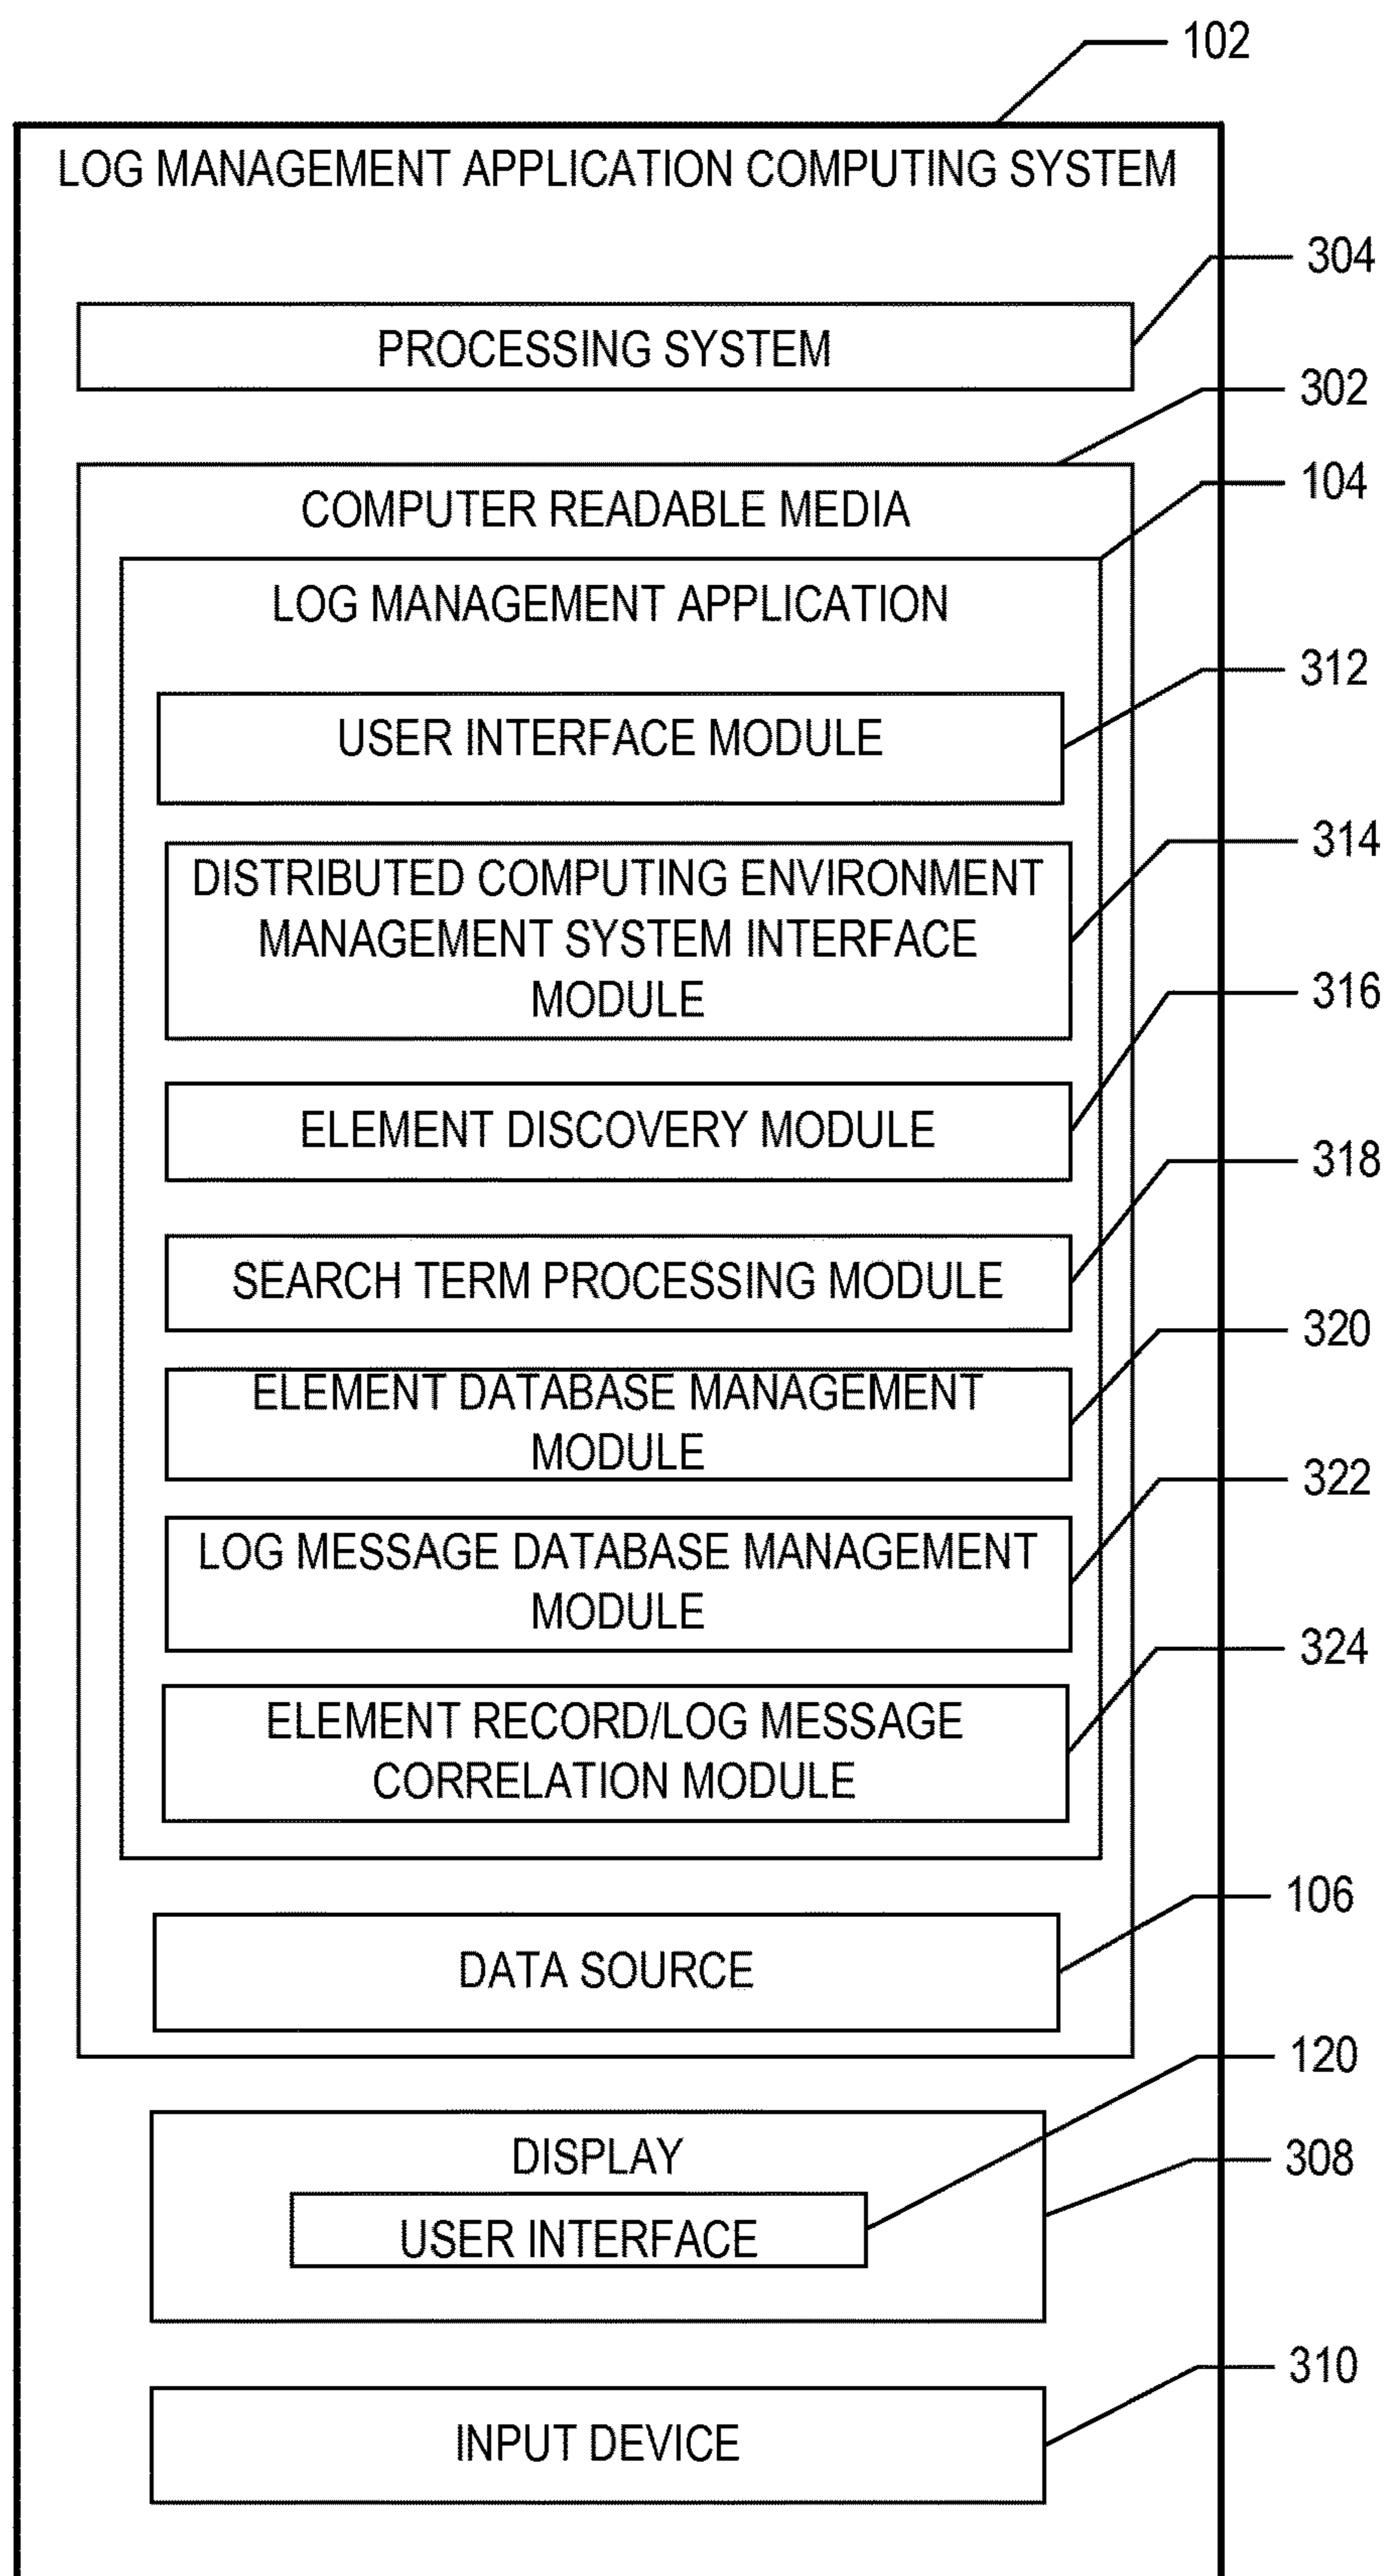 102
LOG MANAGEMENT APPLICATION COMPUTING SYSTEM
304
PROCESSING SYSTEM
302
104
COMPUTER READABLE MEDIA
LOG MANAGEMENT APPLICATION
312
USER INTERFACE MODULE
314
DISTRIBUTED COMPUTING ENVIRONMENT
MANAGEMENT SYSTEM INTERFACE
MODULE
316
ELEMENT DISCOVERY MODULE
318
SEARCH TERM PROCESSING MODULE
320
ELEMENT DATABASE MANAGEMENT
MODULE
322
LOG MESSAGE DATABASE MANAGEMENT
MODULE
324
ELEMENT RECORD/LOG MESSAGE
CORRELATION MODULE
106
DATA SOURCE
120
DISPLAY
308
USER INTERFACE
310
INPUT DEVICE